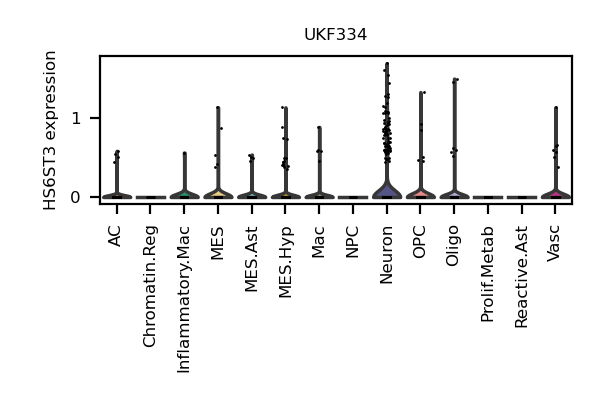 UKF334
HS6ST3 expression
1
0
AC
Chromatin.Reg
Inflammatory.Mac
MES
MES.Ast
MES.Hyp
Mac
NPC
Neuron
OPC
Oligo
Prolif.Metab
Reactive.Ast
Vasc